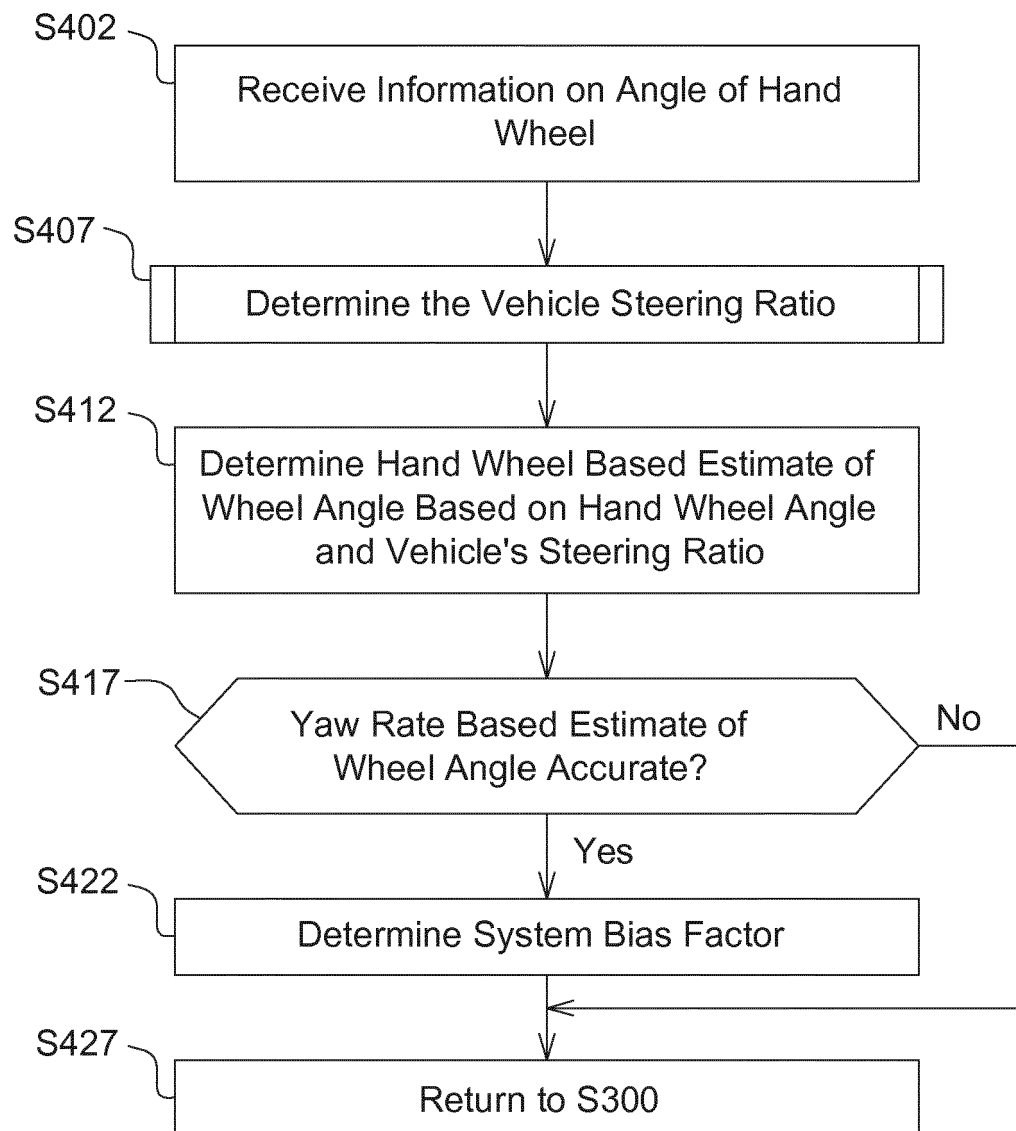 S402
Receive Information on Angle of Hand
Wheel
S407
Determine the Vehicle Steering Ratio
S412
Determine Hand Wheel Based Estimate of
Wheel Angle Based on Hand Wheel Angle
and Vehicle's Steering Ratio
S417
Yaw Rate Based Estimate of
Wheel Angle Accurate?
No
Yes
S422
Determine System Bias Factor
S427
Return to S300